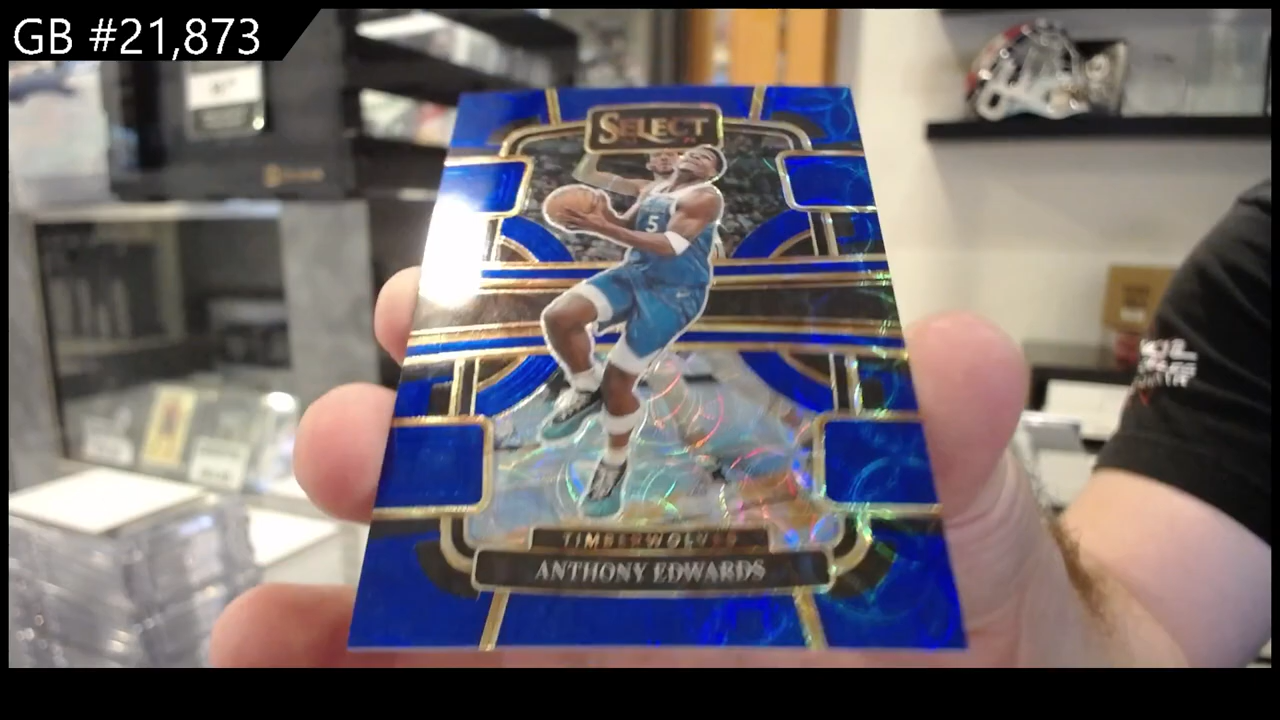 GB #21,873
SELECT
5
TIMBERWOLVES
ANTHONY EDWARDS